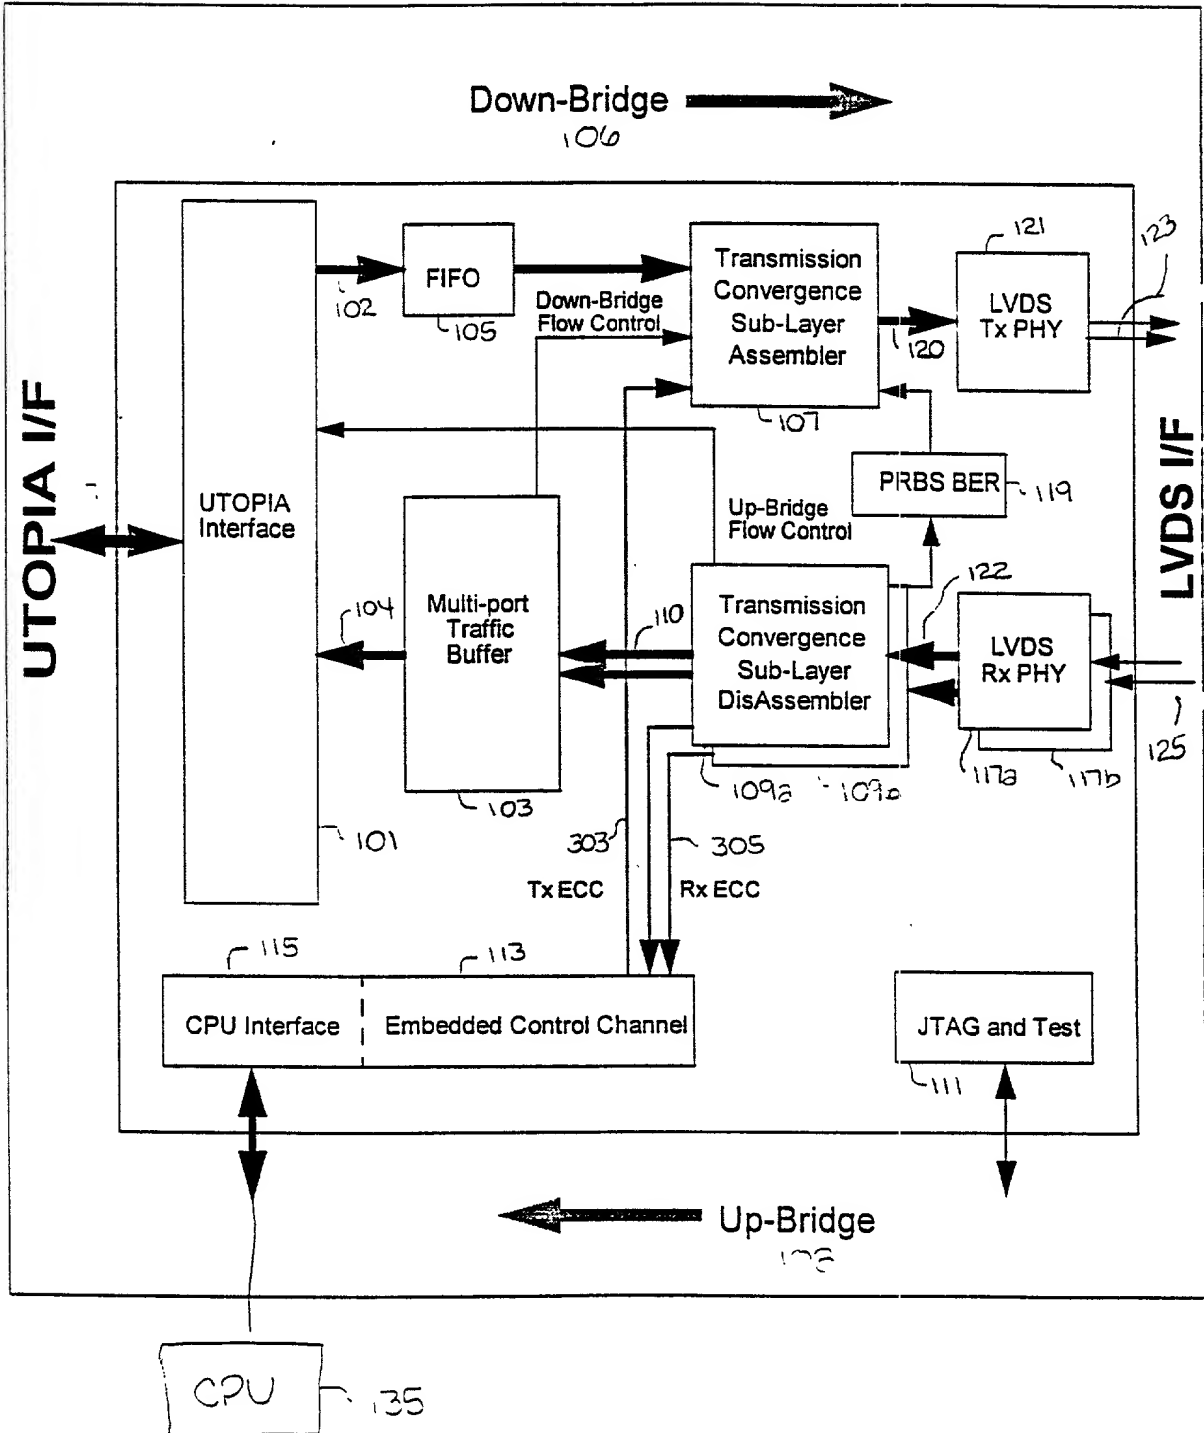 Down-Bridge
106
UTOPIA I/F
LVDS I/F
UTOPIA
Interface
101
102
FIFO
105
Down-Bridge
Flow Control
Transmission
Convergence
Sub-Layer
Assembler
107
120
121
LVDS
Tx PHY
123
PRBS BER
119
Up-Bridge
Flow Control
104
Multi-port
Traffic
Buffer
103
110
Transmission
Convergence
Sub-Layer
DisAssembler
109a
109b
122
LVDS
Rx PHY
117a
117b
125
303
305
Tx ECC
Rx ECC
115
113
CPU Interface
Embedded Control Channel
JTAG and Test
111
Up-Bridge
CPU
135